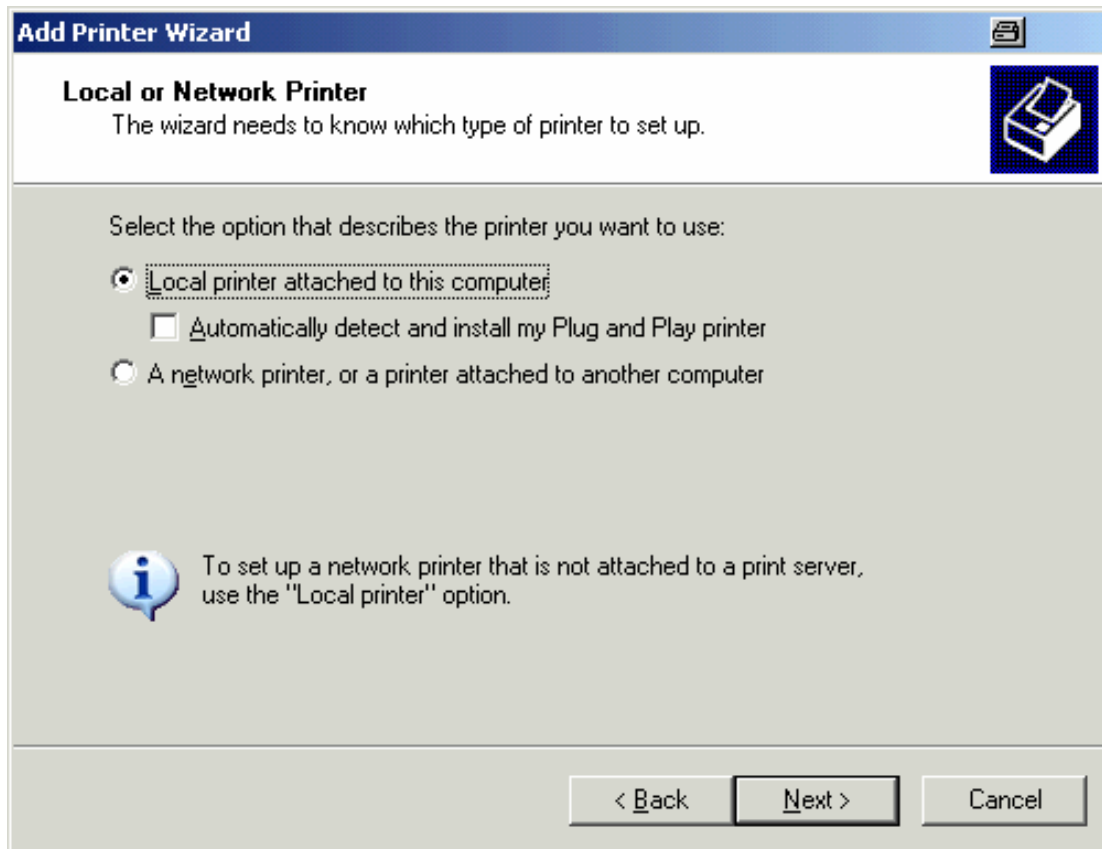 Add Printer Wizard
Local or Network Printer
The wizard needs to know which type of printer to set up.
Select the option that describes the printer you want to use:
Local printer attached to this computer
Automatically detect and install my Plug and Play printer
A network printer, or a printer attached to another computer
To set up a network printer that is not attached to a print server,
use the "Local printer" option.
< Back
Next >
Cancel